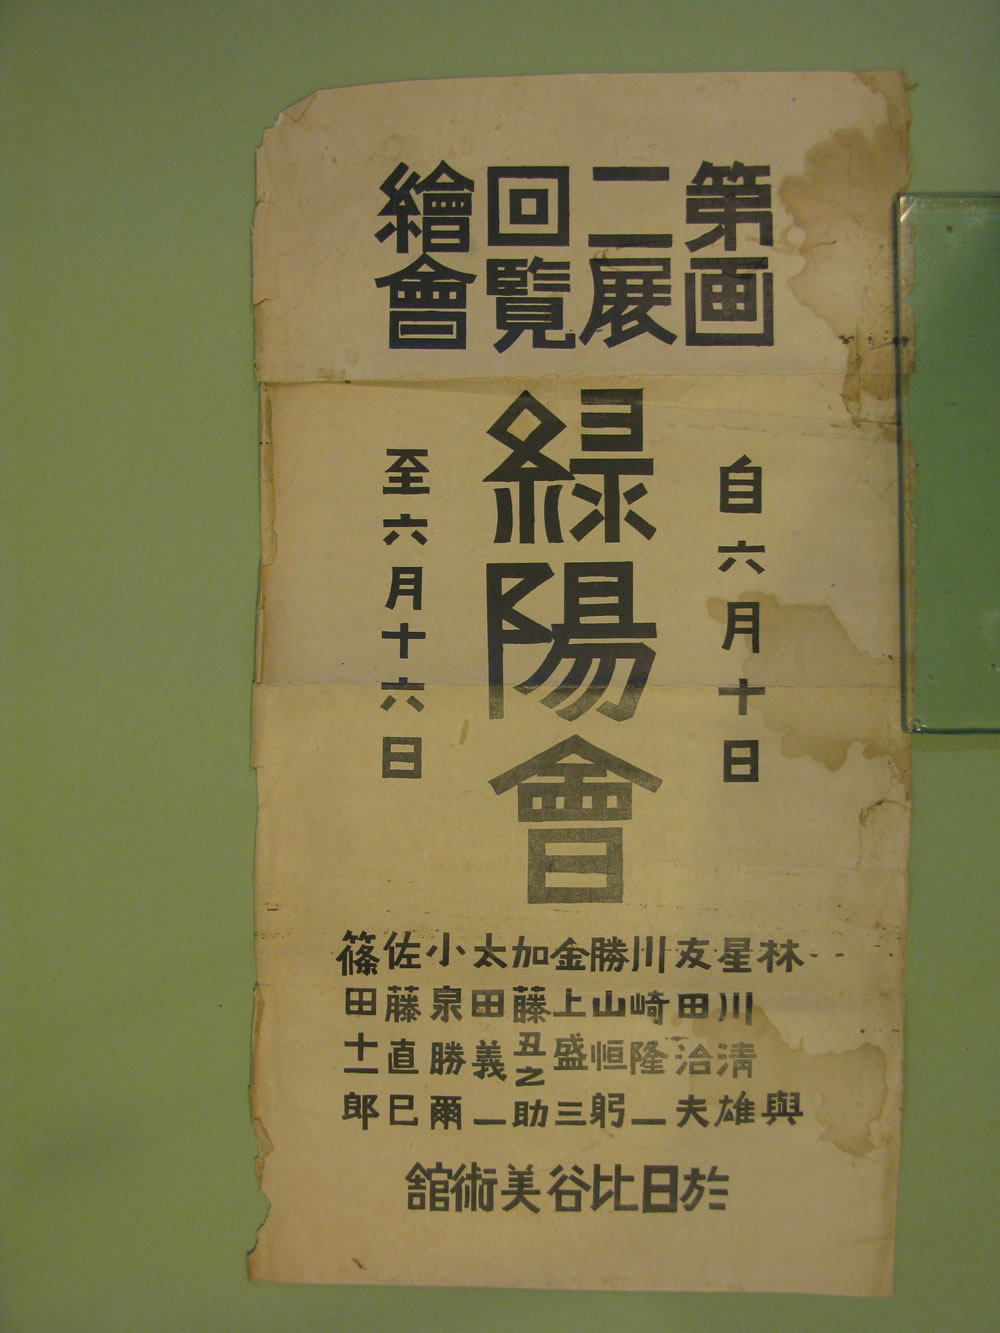 第二回繪
画展覽會
自六月十日
緑陽會
至六月十六日
林與
星川清雄
友田治夫
川崎隆一
勝山恒躬
金上盛三
加藤丑之助
太田義一
小泉勝爾
佐藤直巳
篠田十一郎
於日比谷美術館